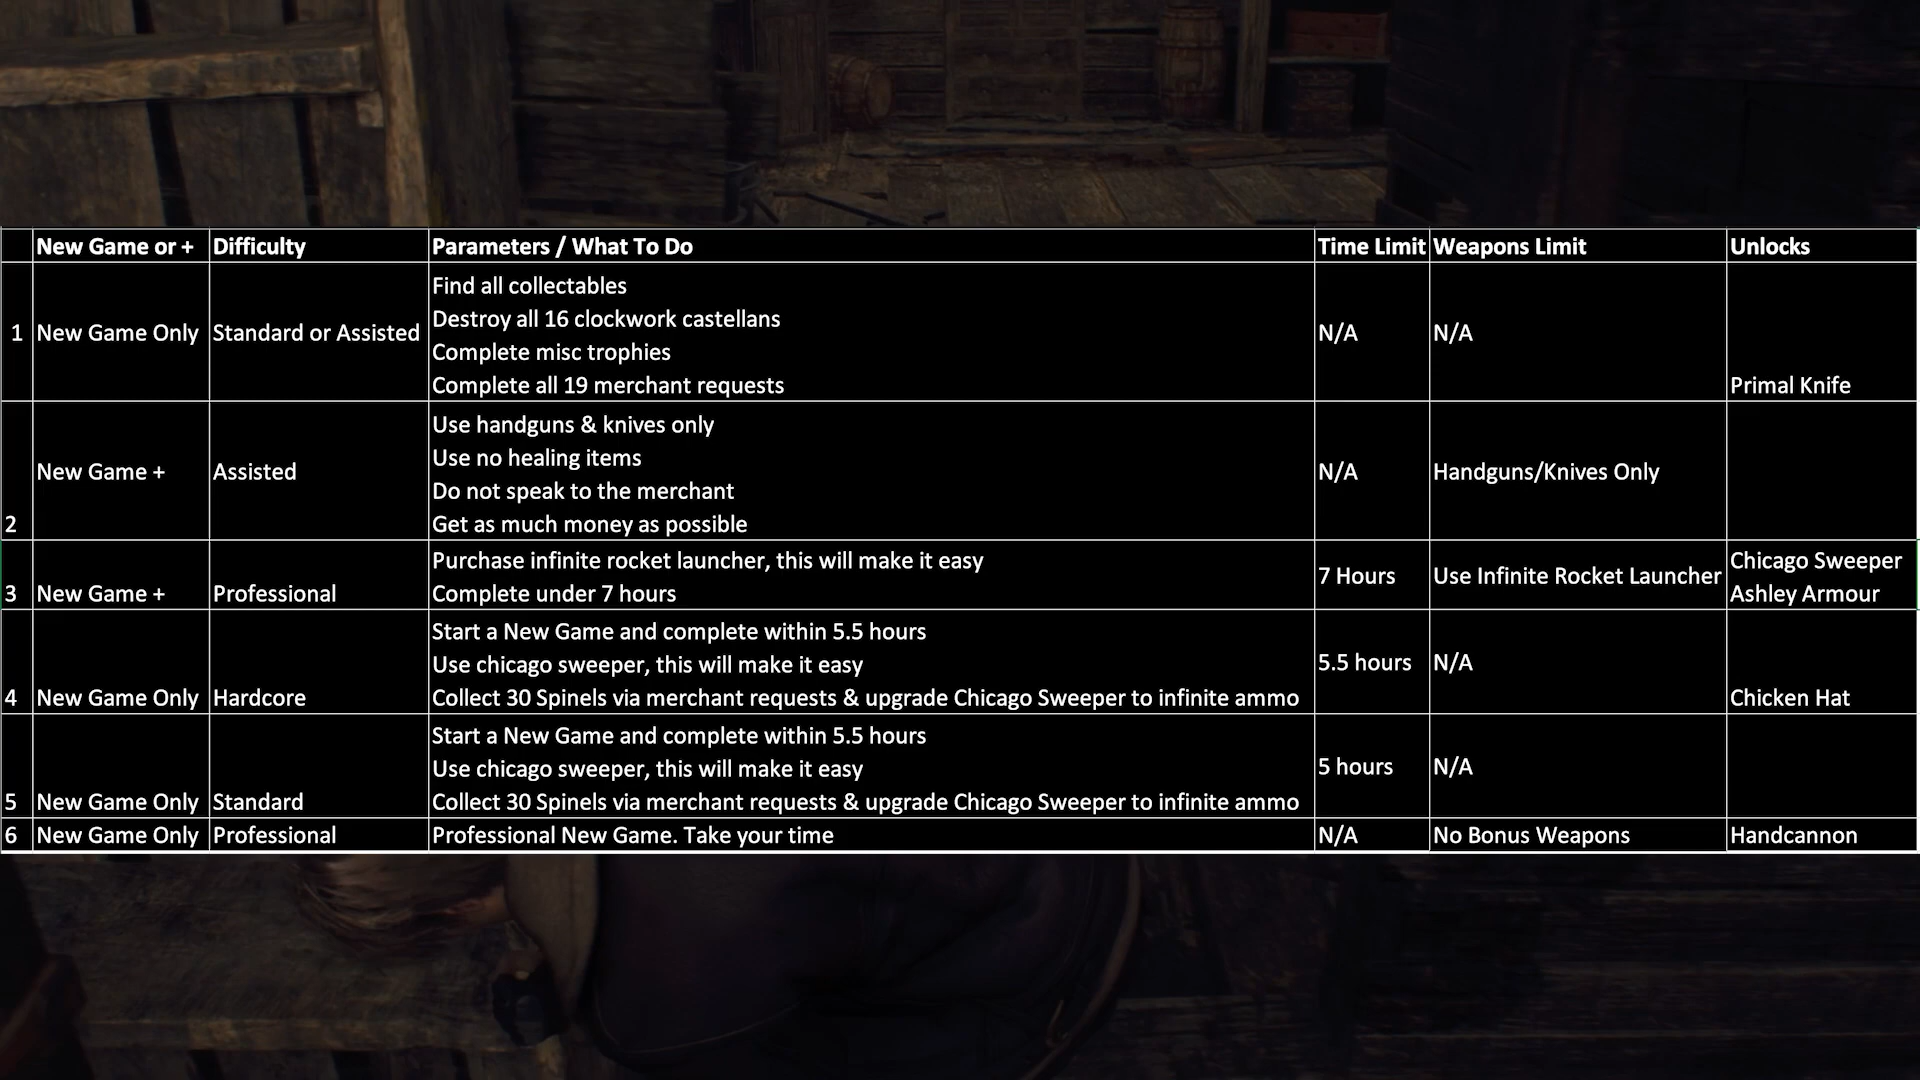 New Game or + Difficulty Parameters / What To Do Time Limit Weapons Limit Unlocks
Find all collectables
Destroy all 16 clockwork castellans
1 New Game Only Standard or Assisted N/A N/A
Complete misc trophies
Complete all 19 merchant requests Primal Knife
Use handguns & knives only
Use no healing items
New Game + Assisted N/A Handguns/Knives Only
Do not speak to the merchant
2 Get as much money as possible
Purchase infinite rocket launcher, this will make it easy Chicago Sweeper
7 Hours Use Infinite Rocket Launcher
3 New Game + Professional Complete under 7 hours Ashley Armour
Start a New Game and complete within 5.5 hours
Use chicago sweeper, this will make it easy 5.5 hours N/A
4 New Game Only Hardcore Collect 30 Spinels via merchant requests & upgrade Chicago Sweeper to infinite ammo Chicken Hat
Start a New Game and complete within 5.5 hours
Use chicago sweeper, this will make it easy 5 hours N/A
5 New Game Only Standard Collect 30 Spinels via merchant requests & upgrade Chicago Sweeper to infinite ammo
6 New Game Only Professional Professional New Game. Take your time N/A No Bonus Weapons Handcannon